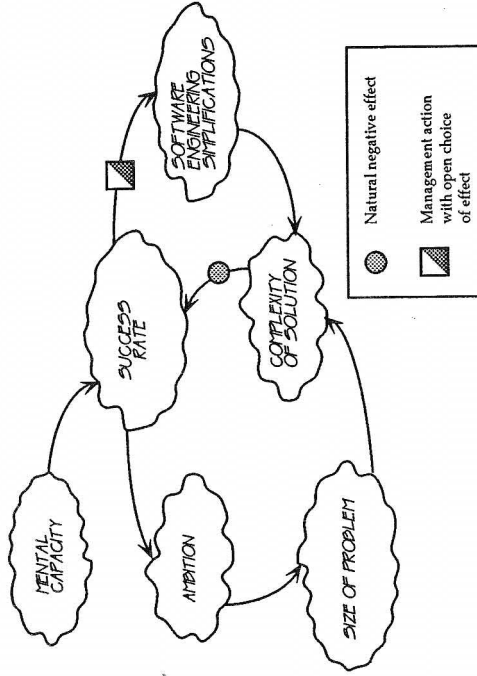 MENTAL
CAPACITY
SUCCESS
RATE
SOFTWARE
ENGINEERING
SIMPLIFICATIONS
AMBITION
COMPLEXITY
OF SOLUTION
SIZE OF PROBLEM
Natural negative effect
Management action
with open choice
of effect